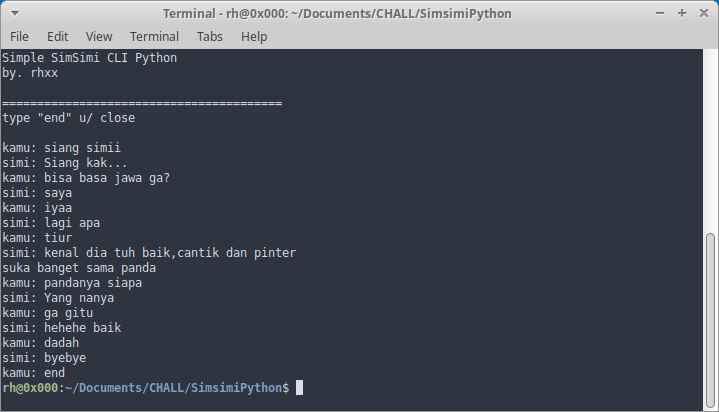 Terminal - rh@0x000: ~/Documents/CHALL/SimsimiPython
File Edit View Terminal Tabs Help
Simple SimSimi CLI Python
by. rhxx
========================================
type "end" u/ close
kamu: siang simii
simi: Siang kak...
kamu: bisa basa jawa ga?
simi: saya
kamu: iyaa
simi: lagi apa
kamu: tiur
simi: kenal dia tuh baik,cantik dan pinter
suka banget sama panda
kamu: pandanya siapa
simi: Yang nanya
kamu: ga gitu
simi: hehehe baik
kamu: dadah
simi: byebye
kamu: end
rh@0x000:~/Documents/CHALL/SimsimiPython$